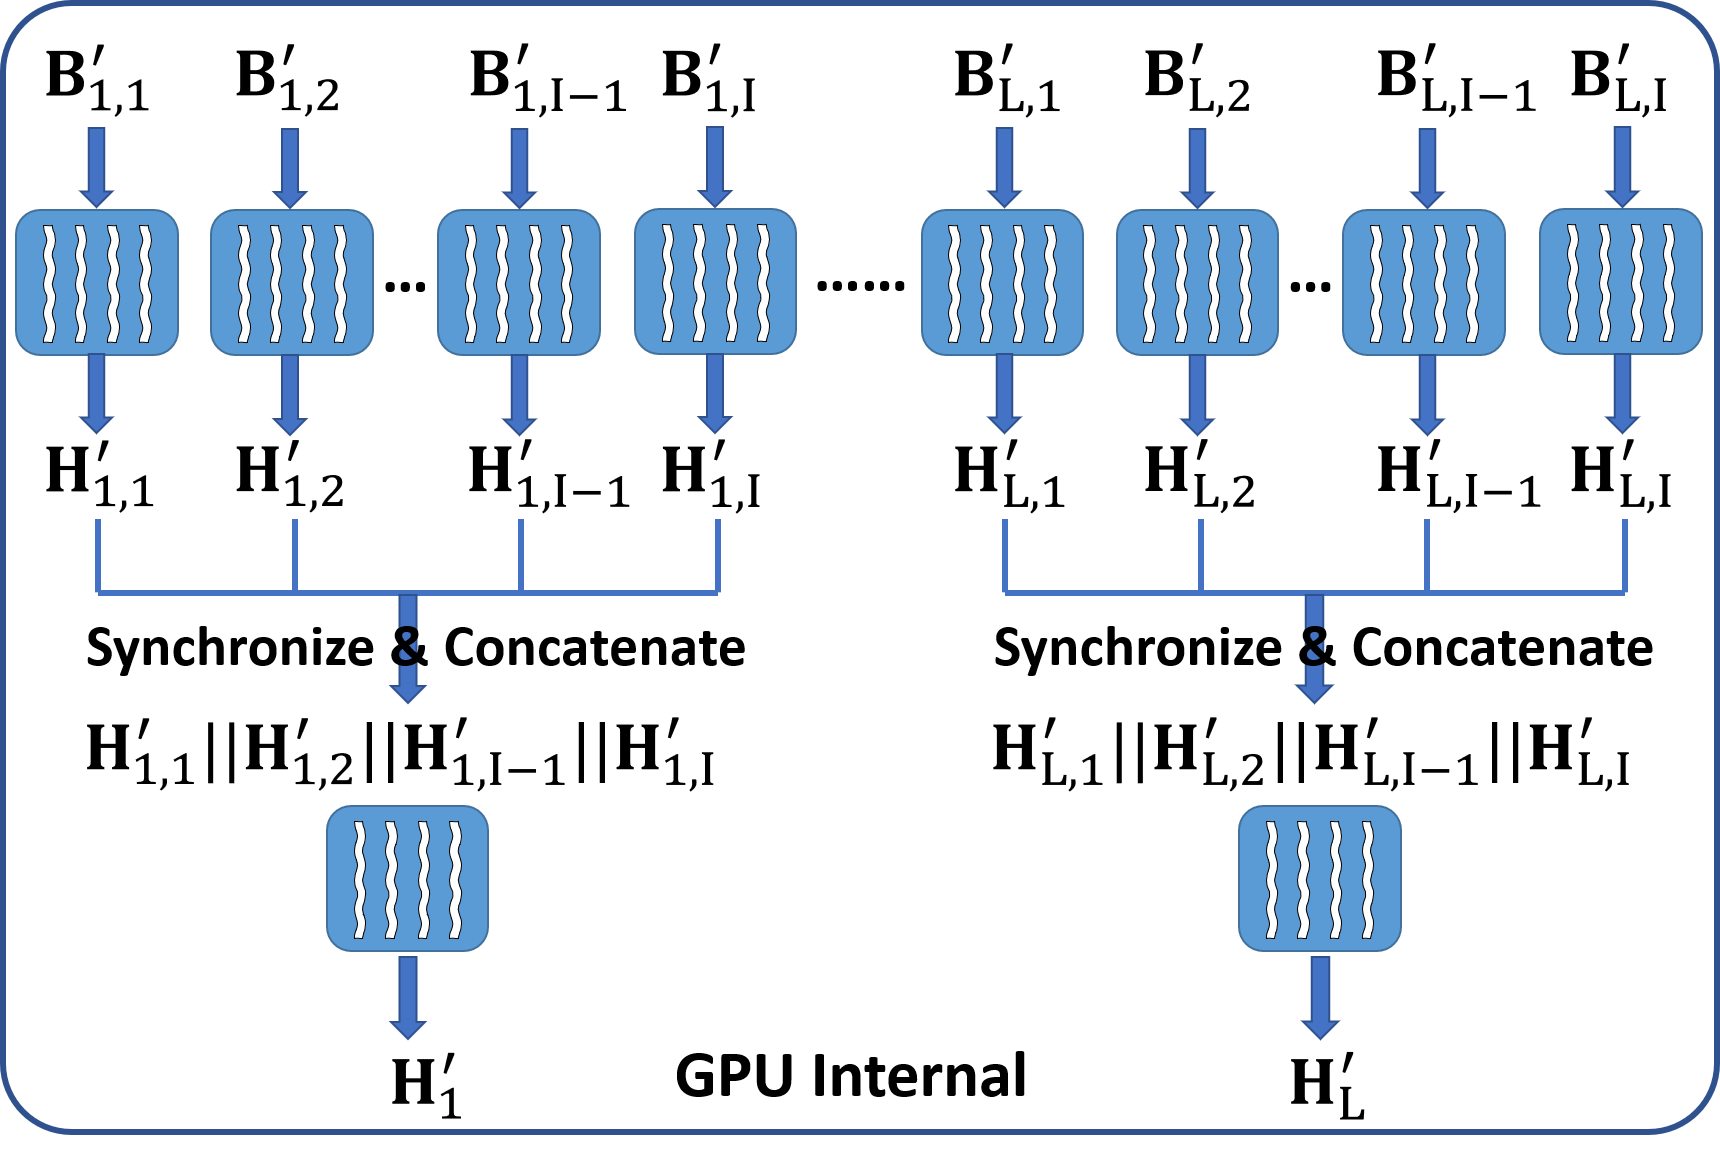 B′1,1 B′1,2 B′1,I−1 B′1,I B′L,1 B′L,2 B′L,I−1 B′L,I
... ...... ...
H′1,1 H′1,2 H′1,I−1 H′1,I H′L,1 H′L,2 H′L,I−1 H′L,I
Synchronize & Concatenate Synchronize & Concatenate
H′1,1||H′1,2||H′1,I−1||H′1,I H′L,1||H′L,2||H′L,I−1||H′L,I
H′1 GPU Internal H′L